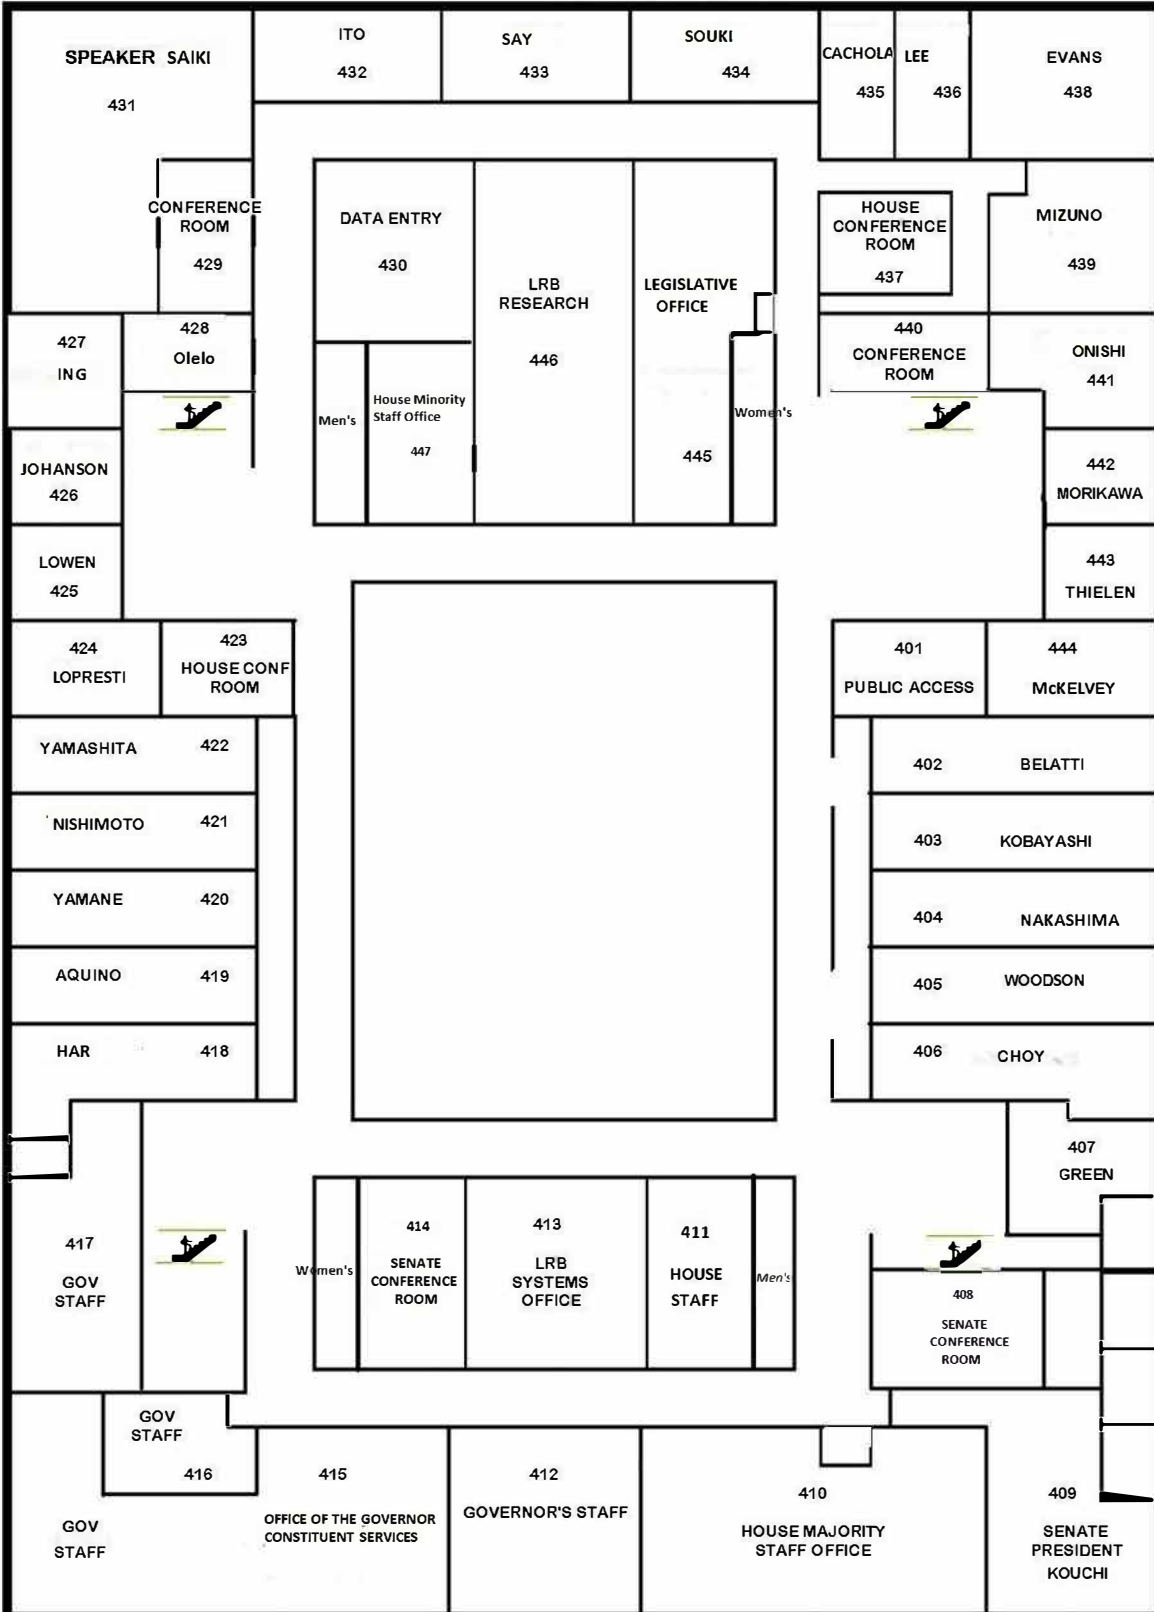 SPEAKER SAIKI
431
ITO
432
SAY
433
SOUKI
434
CACHOLA
435
LEE
436
EVANS
438
CONFERENCE
ROOM
429
DATA ENTRY
430
LRB
RESEARCH
446
LEGISLATIVE
OFFICE
445
HOUSE
CONFERENCE
ROOM
437
MIZUNO
439
427
ING
428
Olelo
Men's
House Minority
Staff Office
447
Women's
440
CONFERENCE
ROOM
ONISHI
441
JOHANSON
426
442
MORIKAWA
LOWEN
425
443
THIELEN
424
LOPRESTI
423
HOUSE CONF
ROOM
401
PUBLIC ACCESS
444
McKELVEY
YAMASHITA 422
402 BELATTI
NISHIMOTO 421
403 KOBAYASHI
YAMANE 420
404 NAKASHIMA
AQUINO 419
405 WOODSON
HAR 418
406 CHOY
407
GREEN
417
GOV
STAFF
Women's
414
SENATE
CONFERENCE
ROOM
413
LRB
SYSTEMS
OFFICE
411
HOUSE
STAFF
Men's
408
SENATE
CONFERENCE
ROOM
GOV
STAFF
416
GOV
STAFF
415
OFFICE OF THE GOVERNOR
CONSTITUENT SERVICES
412
GOVERNOR'S STAFF
410
HOUSE MAJORITY
STAFF OFFICE
409
SENATE
PRESIDENT
KOUCHI